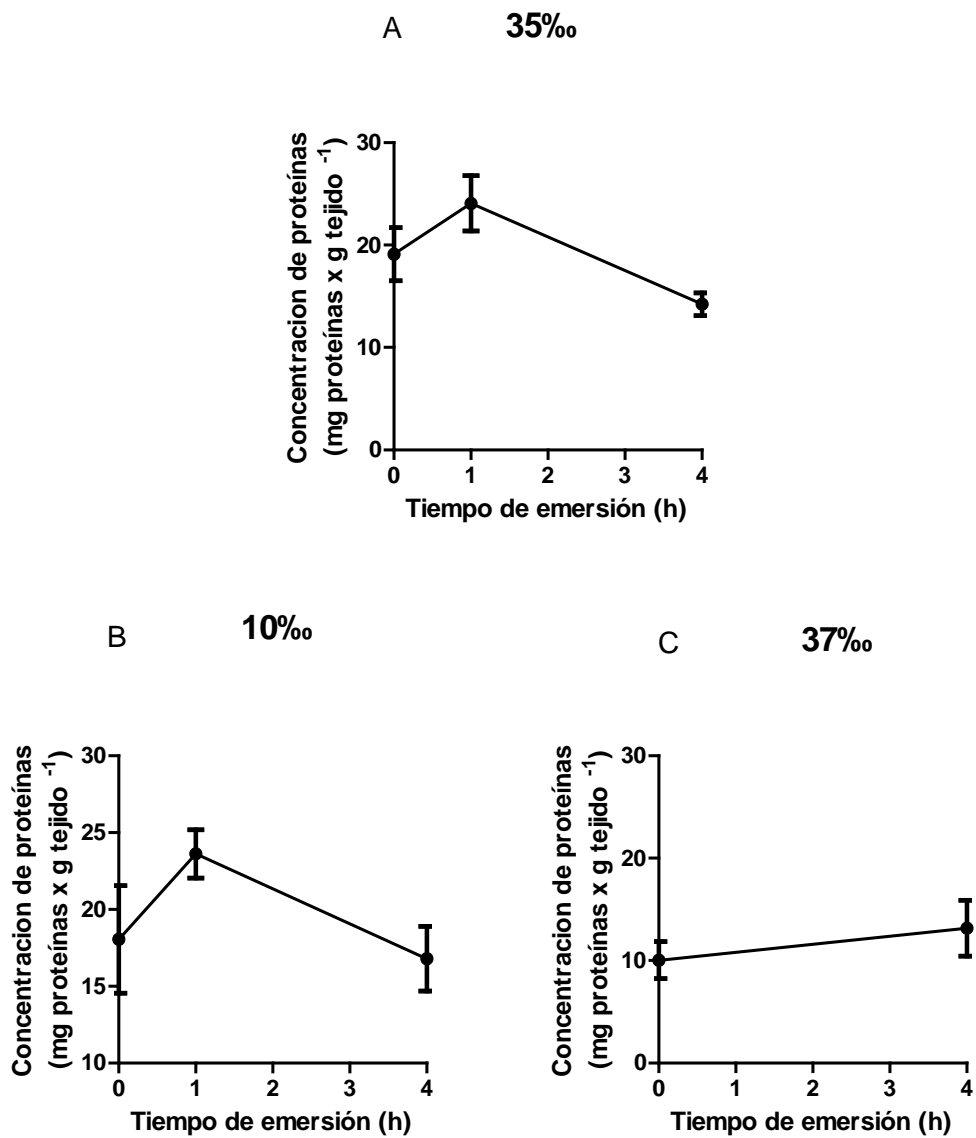 A 35‰
Concentracion de proteínas
(mg proteínas x g tejido -1)
30
20
10
0
0 1 2 3 4
Tiempo de emersión (h)
B 10‰
Concentracion de proteínas
(mg proteínas x g tejido -1)
30
25
20
15
10
0 1 2 3 4
Tiempo de emersión (h)
C 37‰
Concentracion de proteínas
(mg proteínas x g tejido -1)
30
20
10
0
0 1 2 3 4
Tiempo de emersión (h)